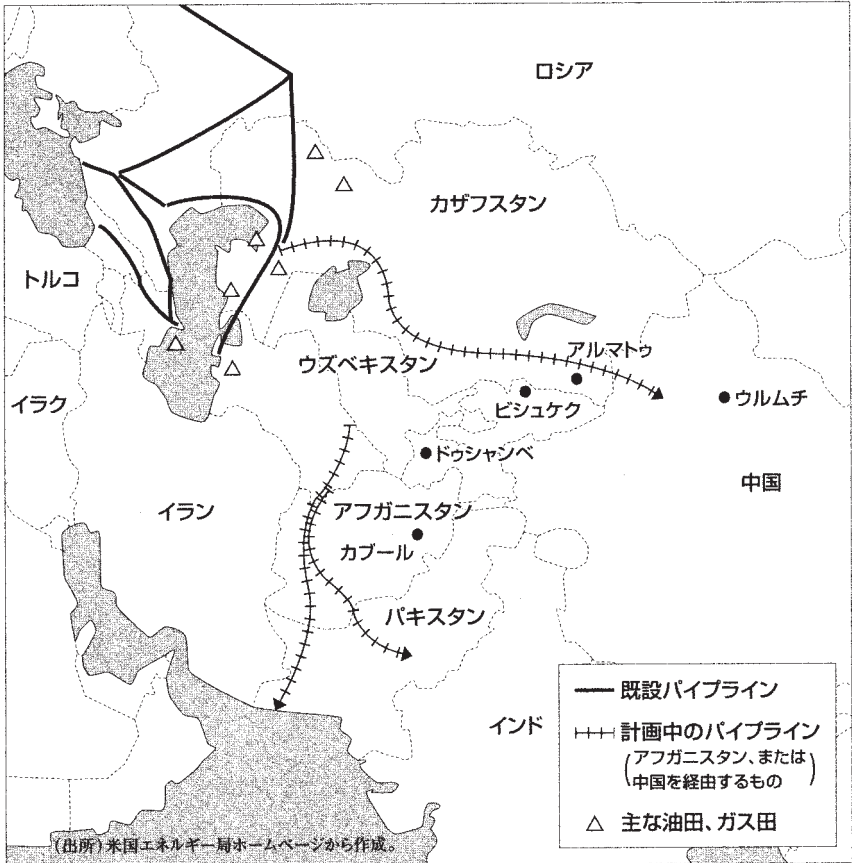 ロシア
カザフスタン
トルコ
ウズベキスタン
アルマトゥ
イラク
ビシュケク
ウルムチ
ドゥシャンベ
中国
イラン
アフガニスタン
カブール
パキスタン
インド
既設パイプライン
計画中のパイプライン
(アフガニスタン、または
中国を経由するもの)
主な油田、ガス田
(出所)米国エネルギー局ホームページから作成。